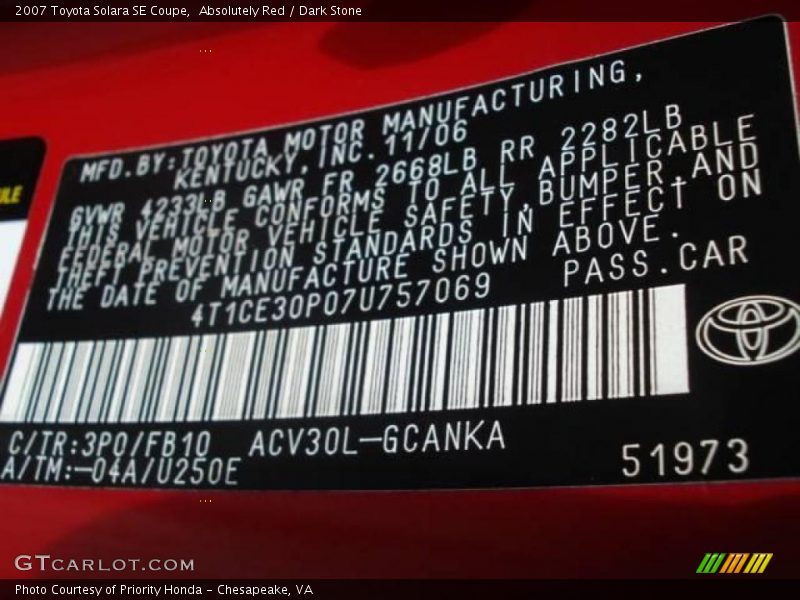 2007 Toyota Solara SE Coupe,  Absolutely Red / Dark Stone
MFD.BY:TOYOTA MOTOR MANUFACTURING,
KENTUCKY,INC. 11/06
GVWR 4233LB GAWR FR 2668LB RR 2282LB
THIS VEHICLE CONFORMS TO ALL APPLICABLE
FEDERAL MOTOR VEHICLE SAFETY,BUMPER,AND
THEFT PREVENTION STANDARDS IN EFFECT ON
THE DATE OF MANUFACTURE SHOWN ABOVE.
4T1CE30P07U757069 PASS.CAR
C/TR:3P0/FB10 ACV30L-GCANKA
A/TM:-04A/U250E 51973
GTCARLOT.COM
Photo Courtesy of Priority Honda - Chesapeake, VA